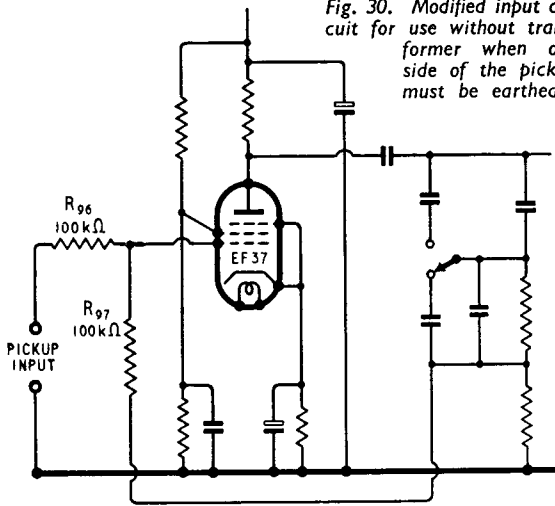 Fig. 30. Modified input c
cuit for use without tra
former when o
side of the pick
must be earthed
R96
100kΩ
EF37
R97
100kΩ
PICKUP
INPUT